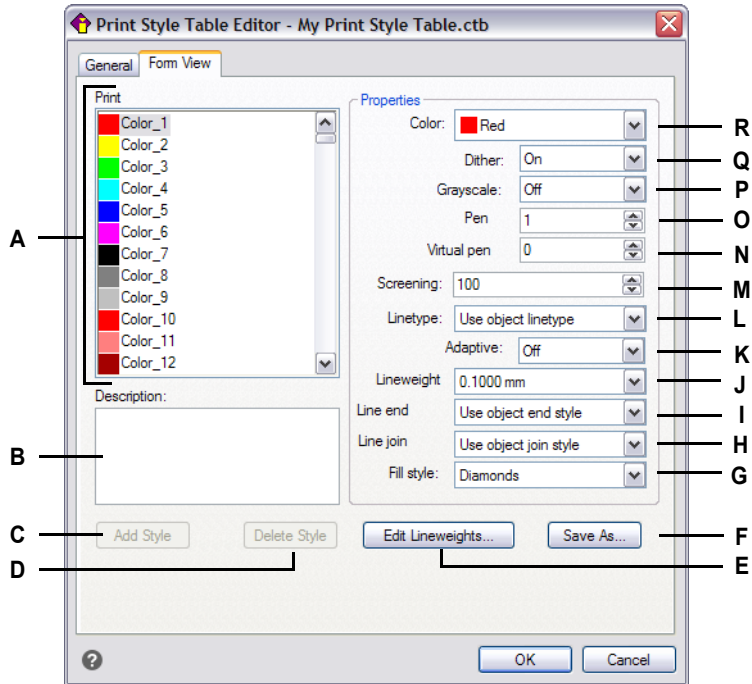 Print Style Table Editor - My Print Style Table.ctb
General Form View
Print
Color_1
Color_2
Color_3
Color_4
Color_5
Color_6
Color_7
Color_8
Color_9
Color_10
Color_11
Color_12
A
Description:
B
C Add Style Delete Style
D
Properties
Color: Red R
Dither: On Q
Grayscale: Off P
Pen 1 O
Virtual pen 0 N
Screening: 100 M
Linetype: Use object linetype L
Adaptive: Off K
Lineweight 0.1000 mm J
Line end Use object end style I
Line join Use object join style H
Fill style: Diamonds G
Edit Lineweights... Save As... F
E
? OK Cancel